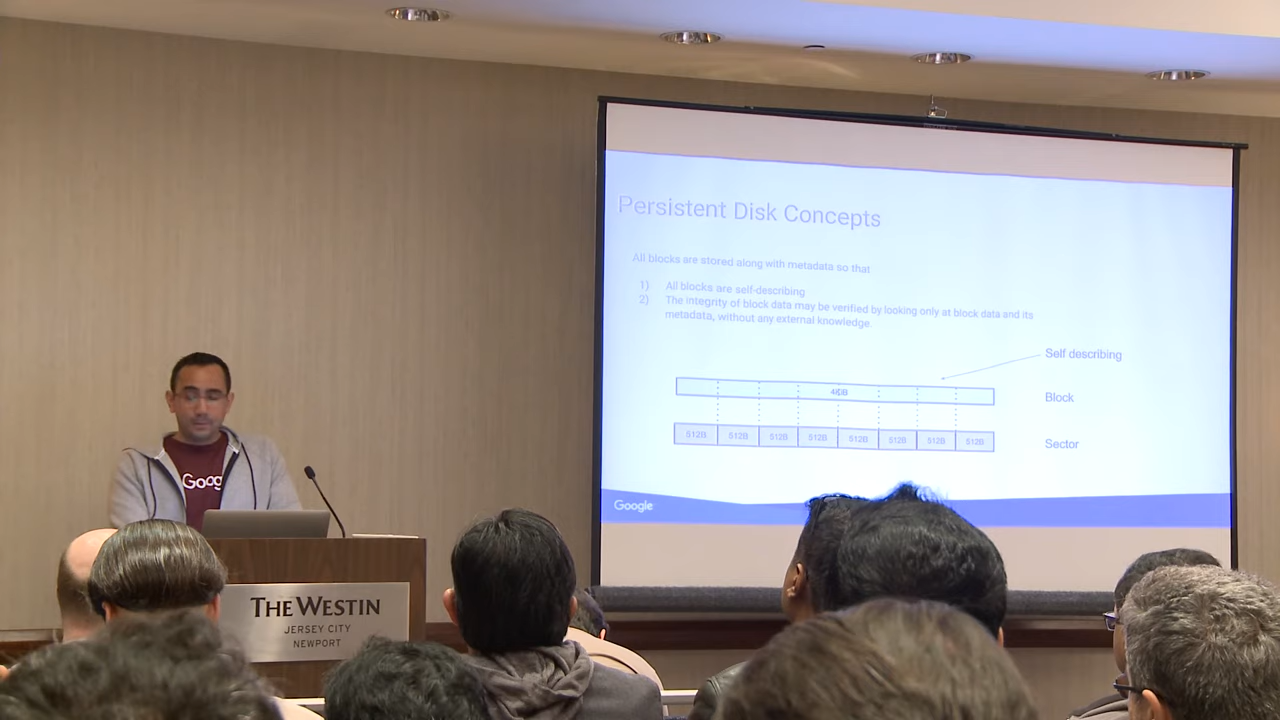 Persistent Disk Concepts
All blocks are stored along with metadata so that
1) All blocks are self-describing
2) The integrity of block data may be verified by looking only at block data and its
metadata, without any external knowledge.
Self describing
Block
512B 512B 512B 512B 512B 512B 512B 512B
Sector
Google
Goog
THE WESTIN
JERSEY CITY
NEWPORT